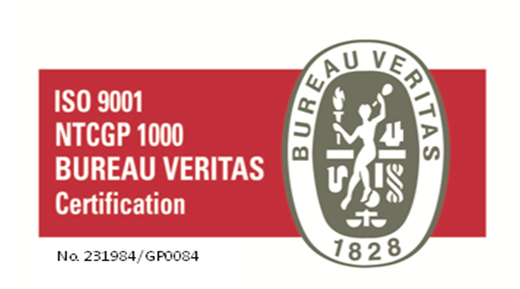 ISO 9001
NTCGP 1000
BUREAU VERITAS
Certification
BUREAU VERITAS
1828
No. 231984/GP0084